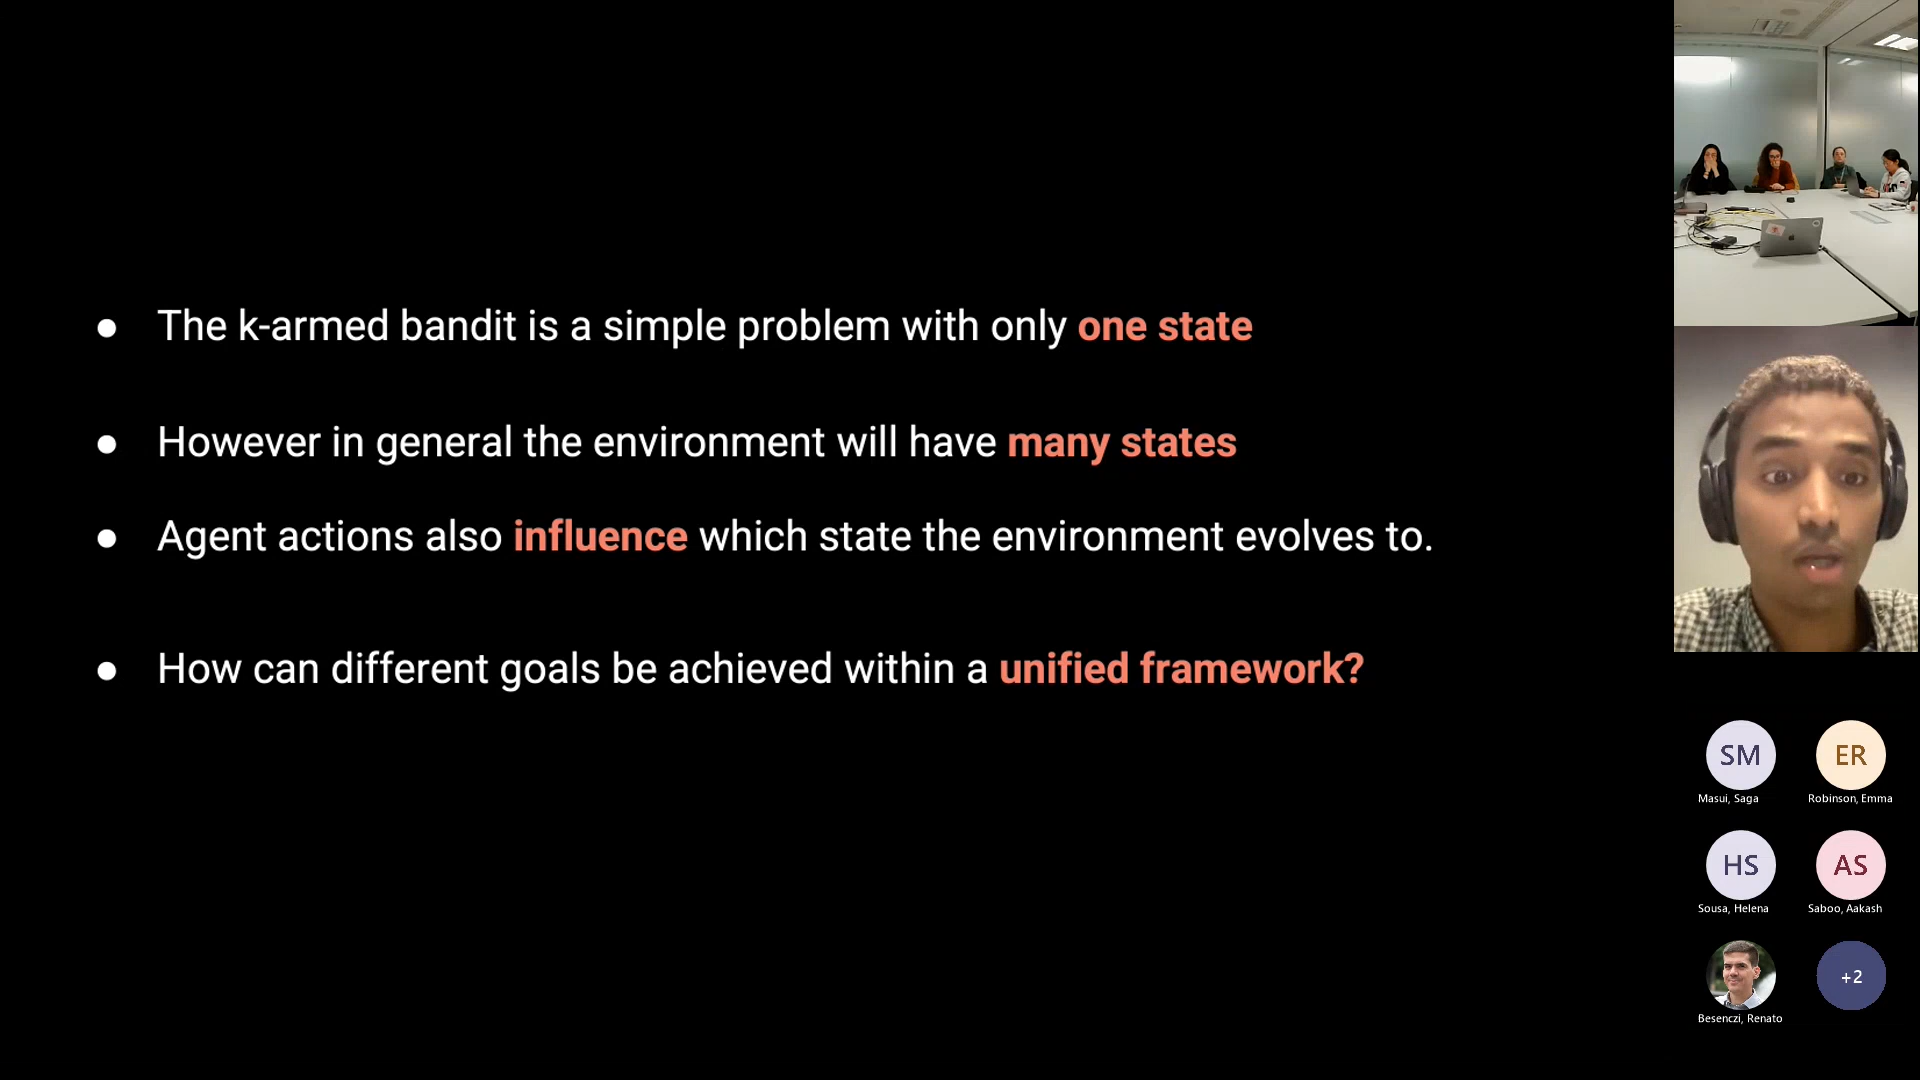 ● The k-armed bandit is a simple problem with only one state
● However in general the environment will have many states
● Agent actions also influence which state the environment evolves to.
● How can different goals be achieved within a unified framework?
SM
ER
Masui, Saga
Robinson, Emma
HS
AS
Sousa, Helena
Saboo, Aakash
+2
Besenczi, Renato